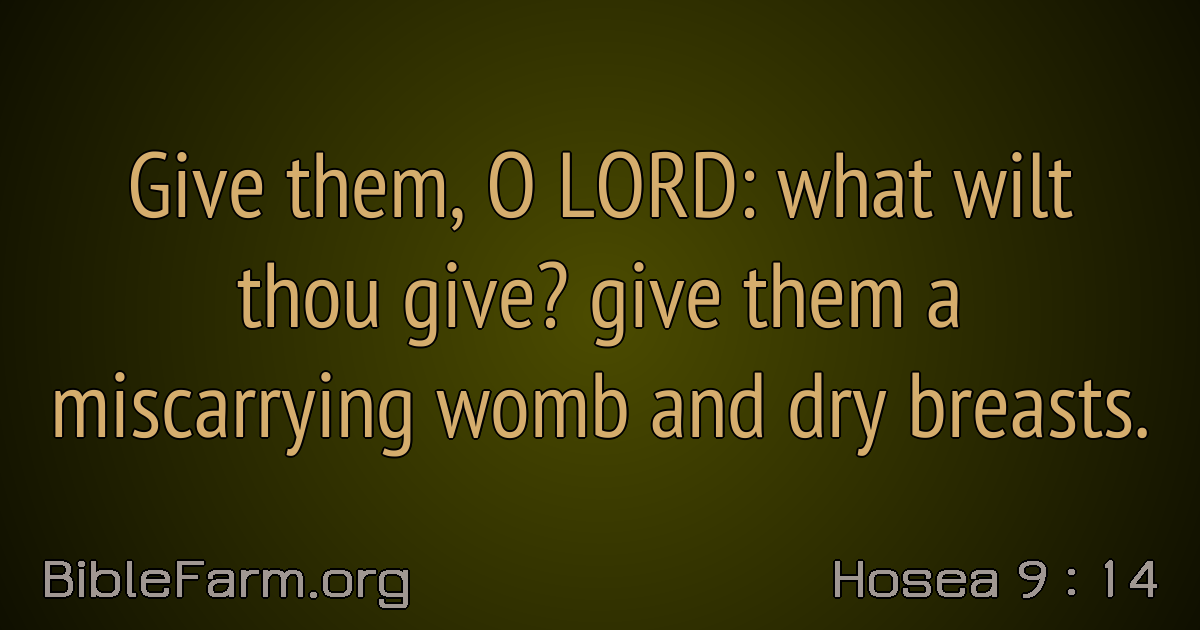 Give them, O LORD: what wilt
thou give? give them a
miscarrying womb and dry breasts.
BibleFarm.org
Hosea 9 : 14